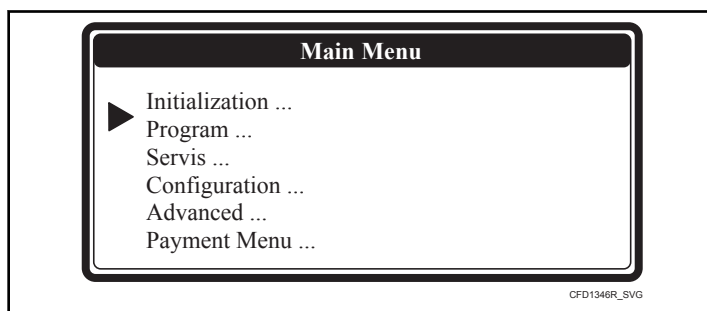 Main Menu
Initialization ...
Program ...
Servis ...
Configuration ...
Advanced ...
Payment Menu ...
CFD1346R_SVG